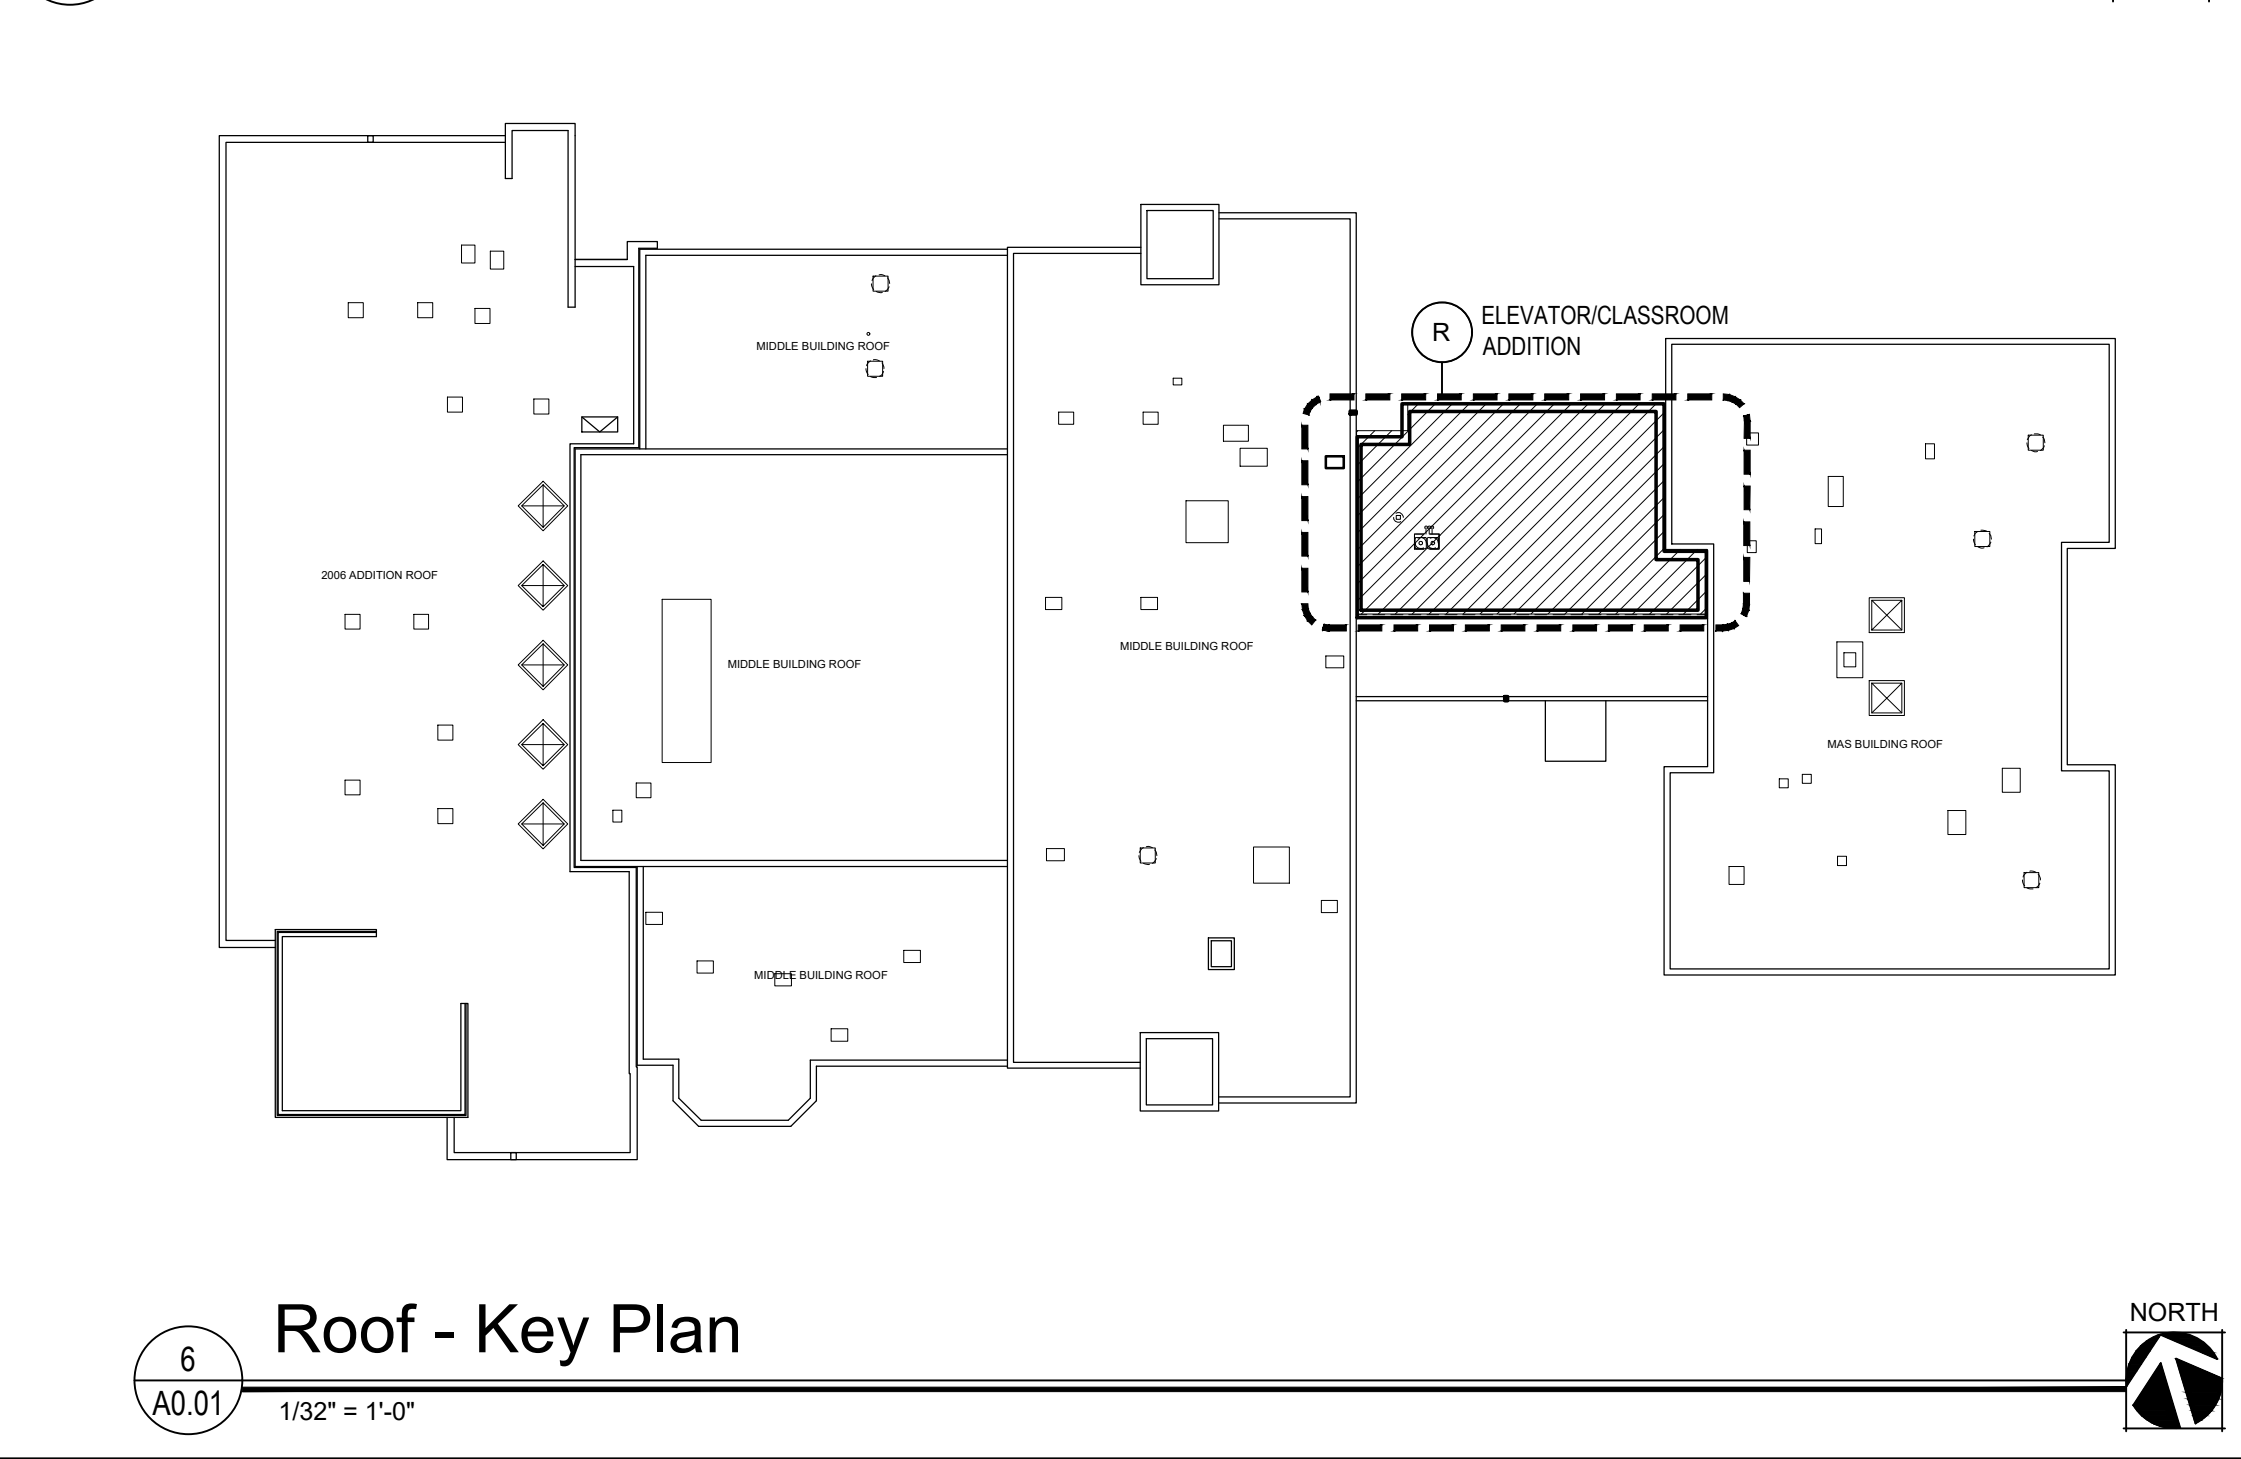 MIDDLE BUILDING ROOF
R
ELEVATOR/CLASSROOM
ADDITION
2006 ADDITION ROOF
MIDDLE BUILDING ROOF
MIDDLE BUILDING ROOF
MAS BUILDING ROOF
MIDDLE BUILDING ROOF
Roof - Key Plan
6
A0.01
1/32" = 1'-0"
NORTH